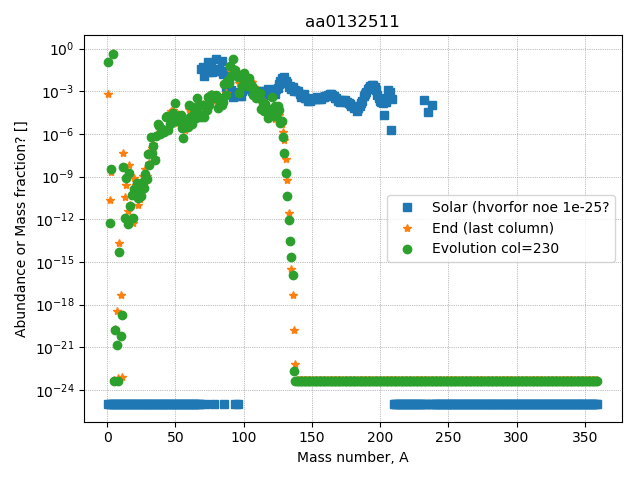 aa0132511
Abundance or Mass fraction? []
10⁰
10⁻³
10⁻⁶
10⁻⁹
10⁻¹²
10⁻¹⁵
10⁻¹⁸
10⁻²¹
10⁻²⁴
Solar (hvorfor noe 1e-25?
End (last column)
Evolution col=230
0 50 100 150 200 250 300 350
Mass number, A